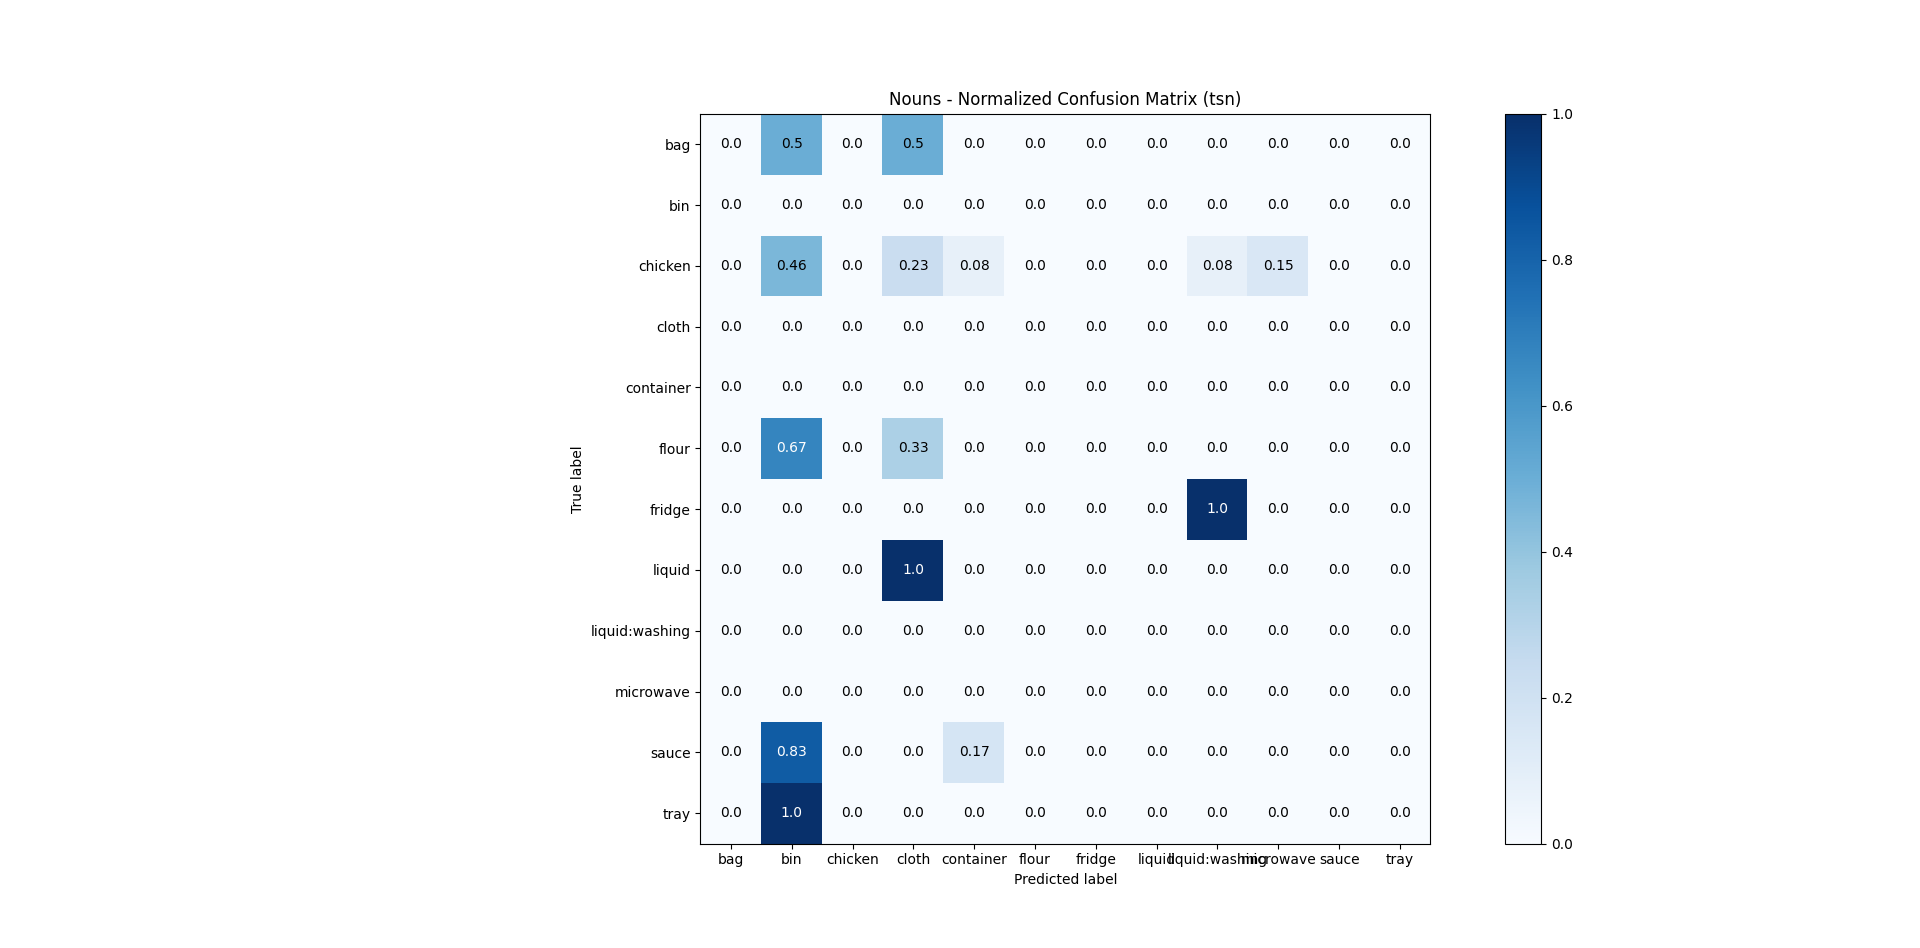 Nouns - Normalized Confusion Matrix (tsn)
bag 0.0 0.5 0.0 0.5 0.0 0.0 0.0 0.0 0.0 0.0 0.0 0.0
bin 0.0 0.0 0.0 0.0 0.0 0.0 0.0 0.0 0.0 0.0 0.0 0.0
chicken 0.0 0.46 0.0 0.23 0.08 0.0 0.0 0.0 0.08 0.15 0.0 0.0
cloth 0.0 0.0 0.0 0.0 0.0 0.0 0.0 0.0 0.0 0.0 0.0 0.0
container 0.0 0.0 0.0 0.0 0.0 0.0 0.0 0.0 0.0 0.0 0.0 0.0
flour 0.0 0.67 0.0 0.33 0.0 0.0 0.0 0.0 0.0 0.0 0.0 0.0
fridge 0.0 0.0 0.0 0.0 0.0 0.0 0.0 0.0 1.0 0.0 0.0 0.0
liquid 0.0 0.0 0.0 1.0 0.0 0.0 0.0 0.0 0.0 0.0 0.0 0.0
liquid:washing 0.0 0.0 0.0 0.0 0.0 0.0 0.0 0.0 0.0 0.0 0.0 0.0
microwave 0.0 0.0 0.0 0.0 0.0 0.0 0.0 0.0 0.0 0.0 0.0 0.0
sauce 0.0 0.83 0.0 0.0 0.17 0.0 0.0 0.0 0.0 0.0 0.0 0.0
tray 0.0 1.0 0.0 0.0 0.0 0.0 0.0 0.0 0.0 0.0 0.0 0.0
bag bin chicken cloth container flour fridge liquid liquid:washing microwave sauce tray
Predicted label
True label
1.0
0.8
0.6
0.4
0.2
0.0